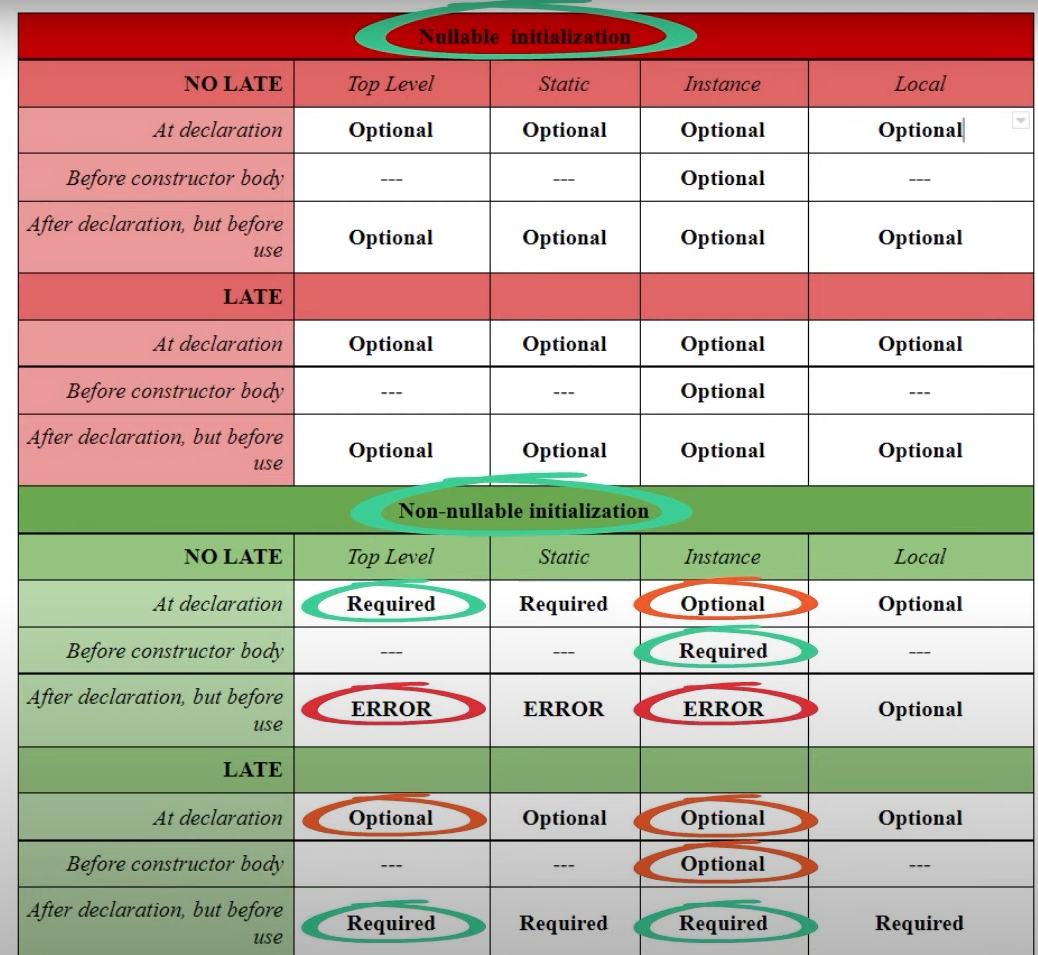 Nullable initialization
NO LATE Top Level Static Instance Local
At declaration Optional Optional Optional Optional
Before constructor body --- --- Optional ---
After declaration, but before
use Optional Optional Optional Optional
LATE
At declaration Optional Optional Optional Optional
Before constructor body --- --- Optional ---
After declaration, but before
use Optional Optional Optional Optional
Non-nullable initialization
NO LATE Top Level Static Instance Local
At declaration Required Required Optional Optional
Before constructor body --- --- Required ---
After declaration, but before
use ERROR ERROR ERROR Optional
LATE
At declaration Optional Optional Optional Optional
Before constructor body --- --- Optional ---
After declaration, but before
use Required Required Required Required